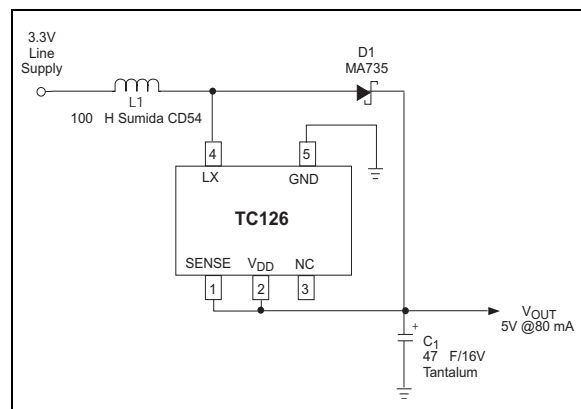 3.3V
Line
Supply
D1
MA735
L1
100 H Sumida CD54
4
5
LX
GND
TC126
SENSE
VDD
NC
1
2
3
VOUT
5V @80 mA
+
C1
47 F/16V
Tantalum